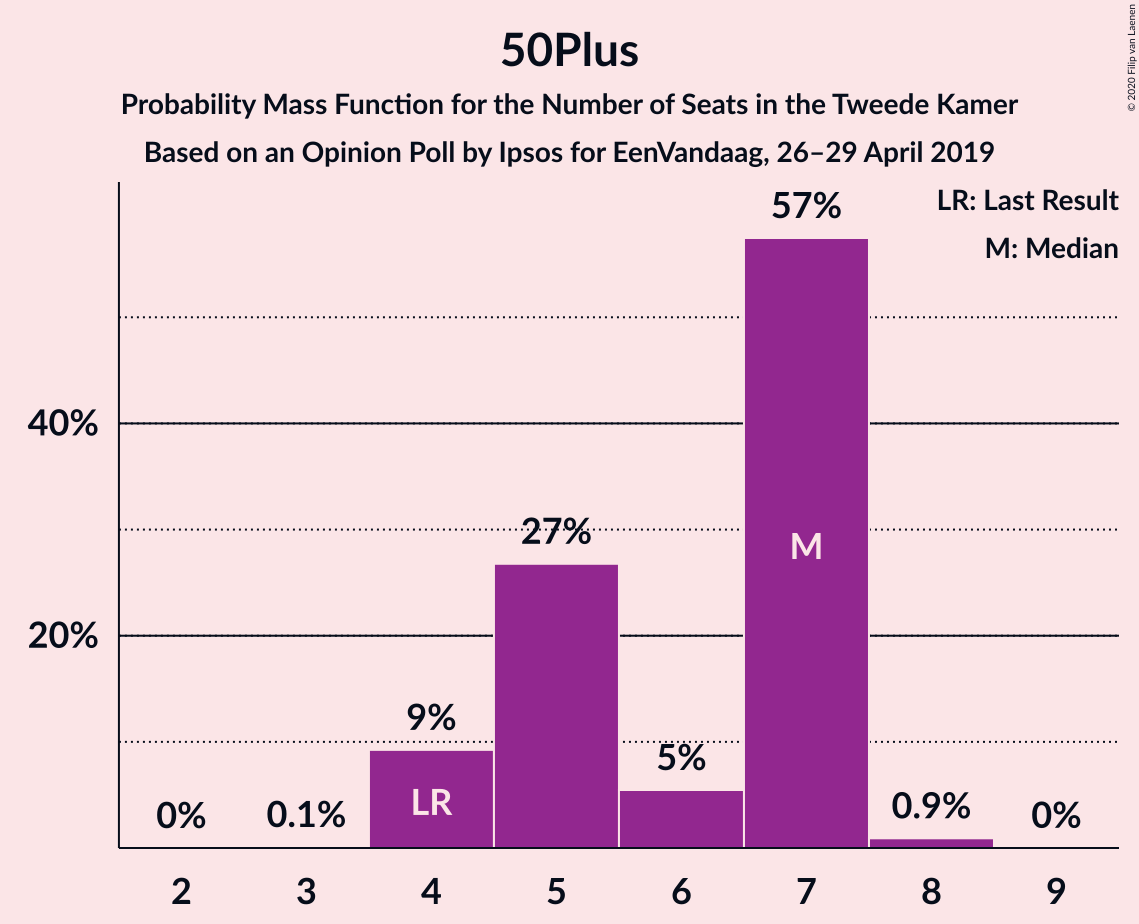 50Plus
Probability Mass Function for the Number of Seats in the Tweede Kamer
Based on an Opinion Poll by Ipsos for EenVandaag, 26–29 April 2019
© 2020 Filip van Laenen
LR: Last Result
M: Median
57%
40%
27%
M
20%
9%
5%
LR
0%
0.1%
0.9%
0%
2 3 4 5 6 7 8 9